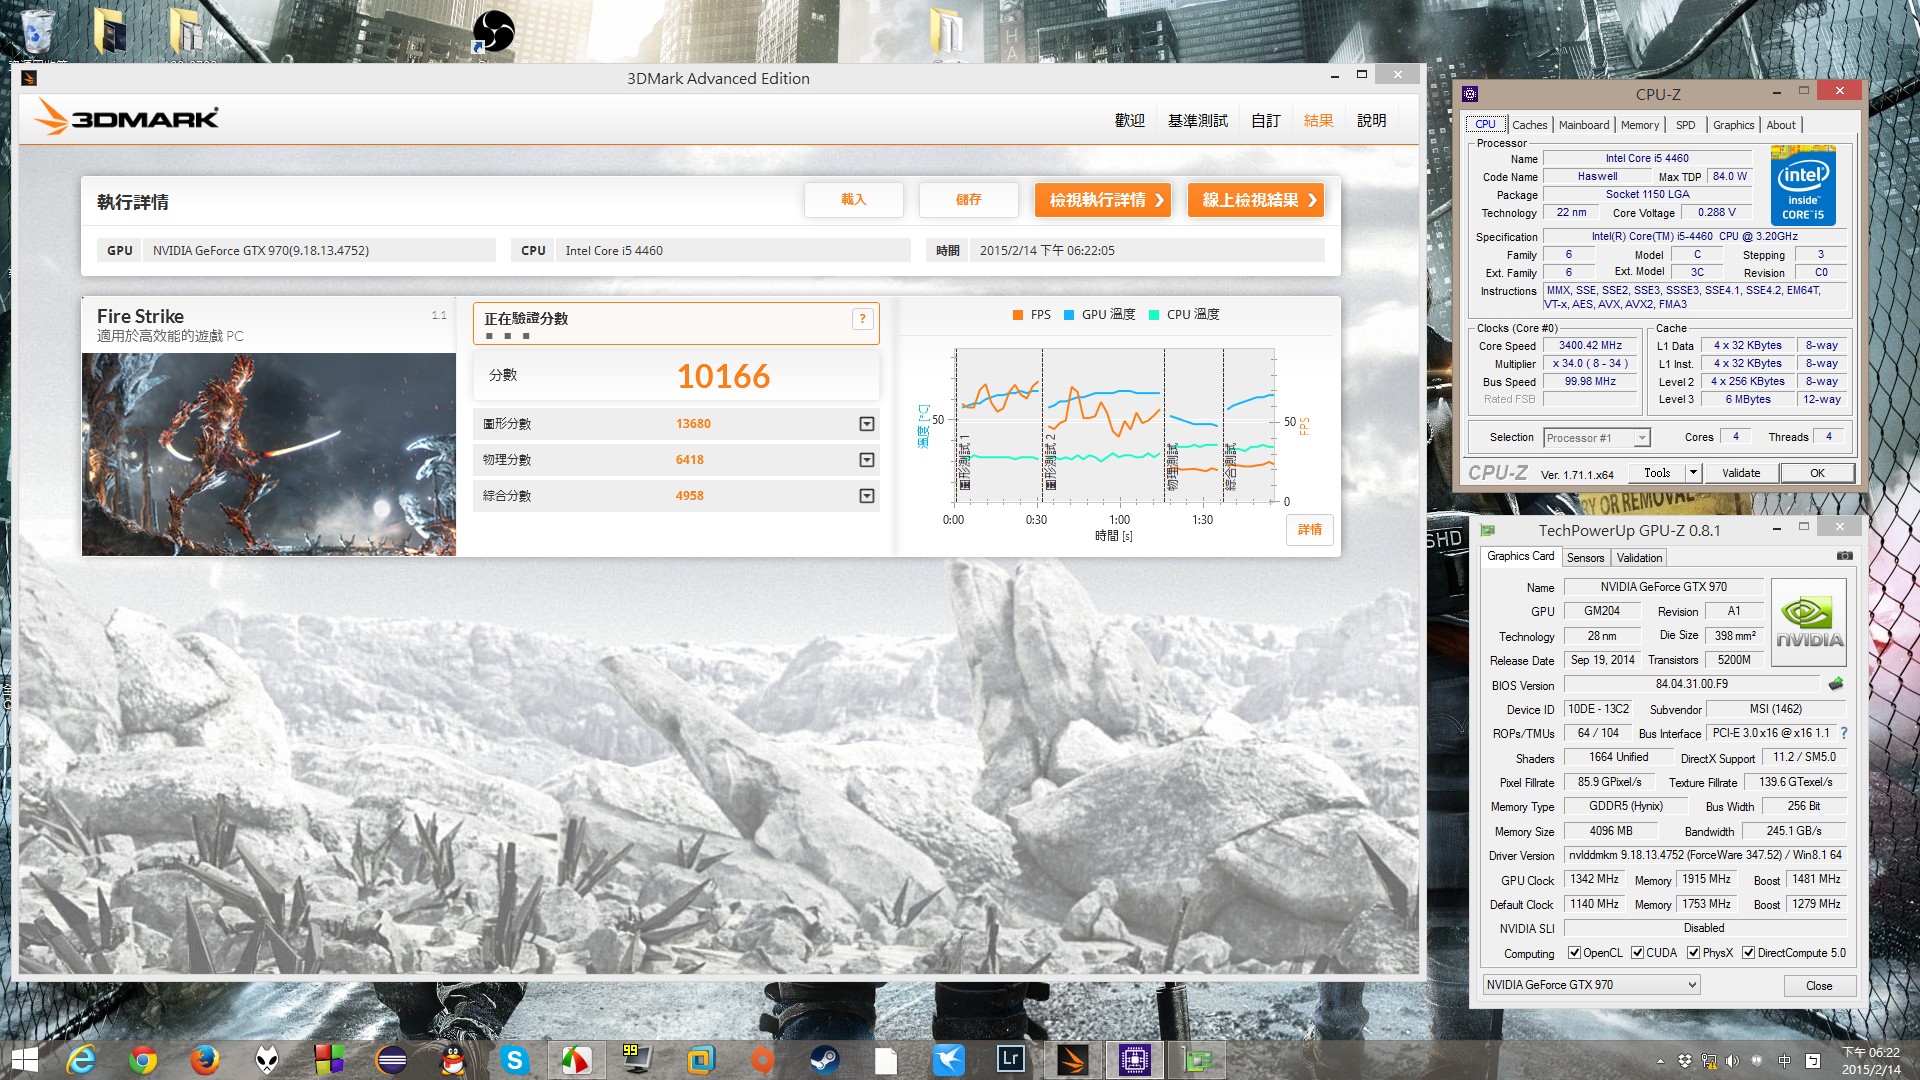 3DMark Advanced Edition
3DMARK
歡迎 基準測試 自訂 結果 說明
執行詳情
載入 儲存 檢視執行詳情 線上檢視結果
GPU NVIDIA GeForce GTX 970(9.18.13.4752) CPU Intel Core i5 4460 時間 2015/2/14 下午 06:22:05
Fire Strike 1.1
適用於高效能的遊戲 PC
正在驗證分數 ?
分數 10166
圖形分數 13680
物理分數 6418
綜合分數 4958
FPS GPU 溫度 CPU 溫度
溫度 [°C]
50
圖形測試 1
圖形測試 2
物理測試
綜合測試
50
0
FPS
0:00 0:30 1:00 1:30
時間 [s]
詳情
CPU-Z
CPU Caches Mainboard Memory SPD Graphics About
Processor
Name Intel Core i5 4460
Code Name Haswell Max TDP 84.0 W
Package Socket 1150 LGA
Technology 22 nm Core Voltage 0.288 V
intel inside™ CORE™ i5
Specification Intel(R) Core(TM) i5-4460 CPU @ 3.20GHz
Family 6 Model C Stepping 3
Ext. Family 6 Ext. Model 3C Revision C0
Instructions MMX, SSE, SSE2, SSE3, SSSE3, SSE4.1, SSE4.2, EM64T,
VT-x, AES, AVX, AVX2, FMA3
Clocks (Core #0)
Core Speed 3400.42 MHz
Multiplier x 34.0 ( 8 - 34 )
Bus Speed 99.98 MHz
Rated FSB
Cache
L1 Data 4 x 32 KBytes 8-way
L1 Inst. 4 x 32 KBytes 8-way
Level 2 4 x 256 KBytes 8-way
Level 3 6 MBytes 12-way
Selection Processor #1 Cores 4 Threads 4
CPU-Z Ver. 1.71.1.x64 Tools Validate OK
RY OR REMOVAL
SHD
TechPowerUp GPU-Z 0.8.1
Graphics Card Sensors Validation
Name NVIDIA GeForce GTX 970
GPU GM204 Revision A1
Technology 28 nm Die Size 398 mm²
Release Date Sep 19, 2014 Transistors 5200M
NVIDIA
BIOS Version 84.04.31.00.F9
Device ID 10DE - 13C2 Subvendor MSI (1462)
ROPs/TMUs 64 / 104 Bus Interface PCI-E 3.0 x16 @ x16 1.1 ?
Shaders 1664 Unified DirectX Support 11.2 / SM5.0
Pixel Fillrate 85.9 GPixel/s Texture Fillrate 139.6 GTexel/s
Memory Type GDDR5 (Hynix) Bus Width 256 Bit
Memory Size 4096 MB Bandwidth 245.1 GB/s
Driver Version nvlddmkm 9.18.13.4752 (ForceWare 347.52) / Win8.1 64
GPU Clock 1342 MHz Memory 1915 MHz Boost 1481 MHz
Default Clock 1140 MHz Memory 1753 MHz Boost 1279 MHz
NVIDIA SLI Disabled
Computing OpenCL CUDA PhysX DirectCompute 5.0
NVIDIA GeForce GTX 970 Close
99
Lr
中
下午 06:22
2015/2/14